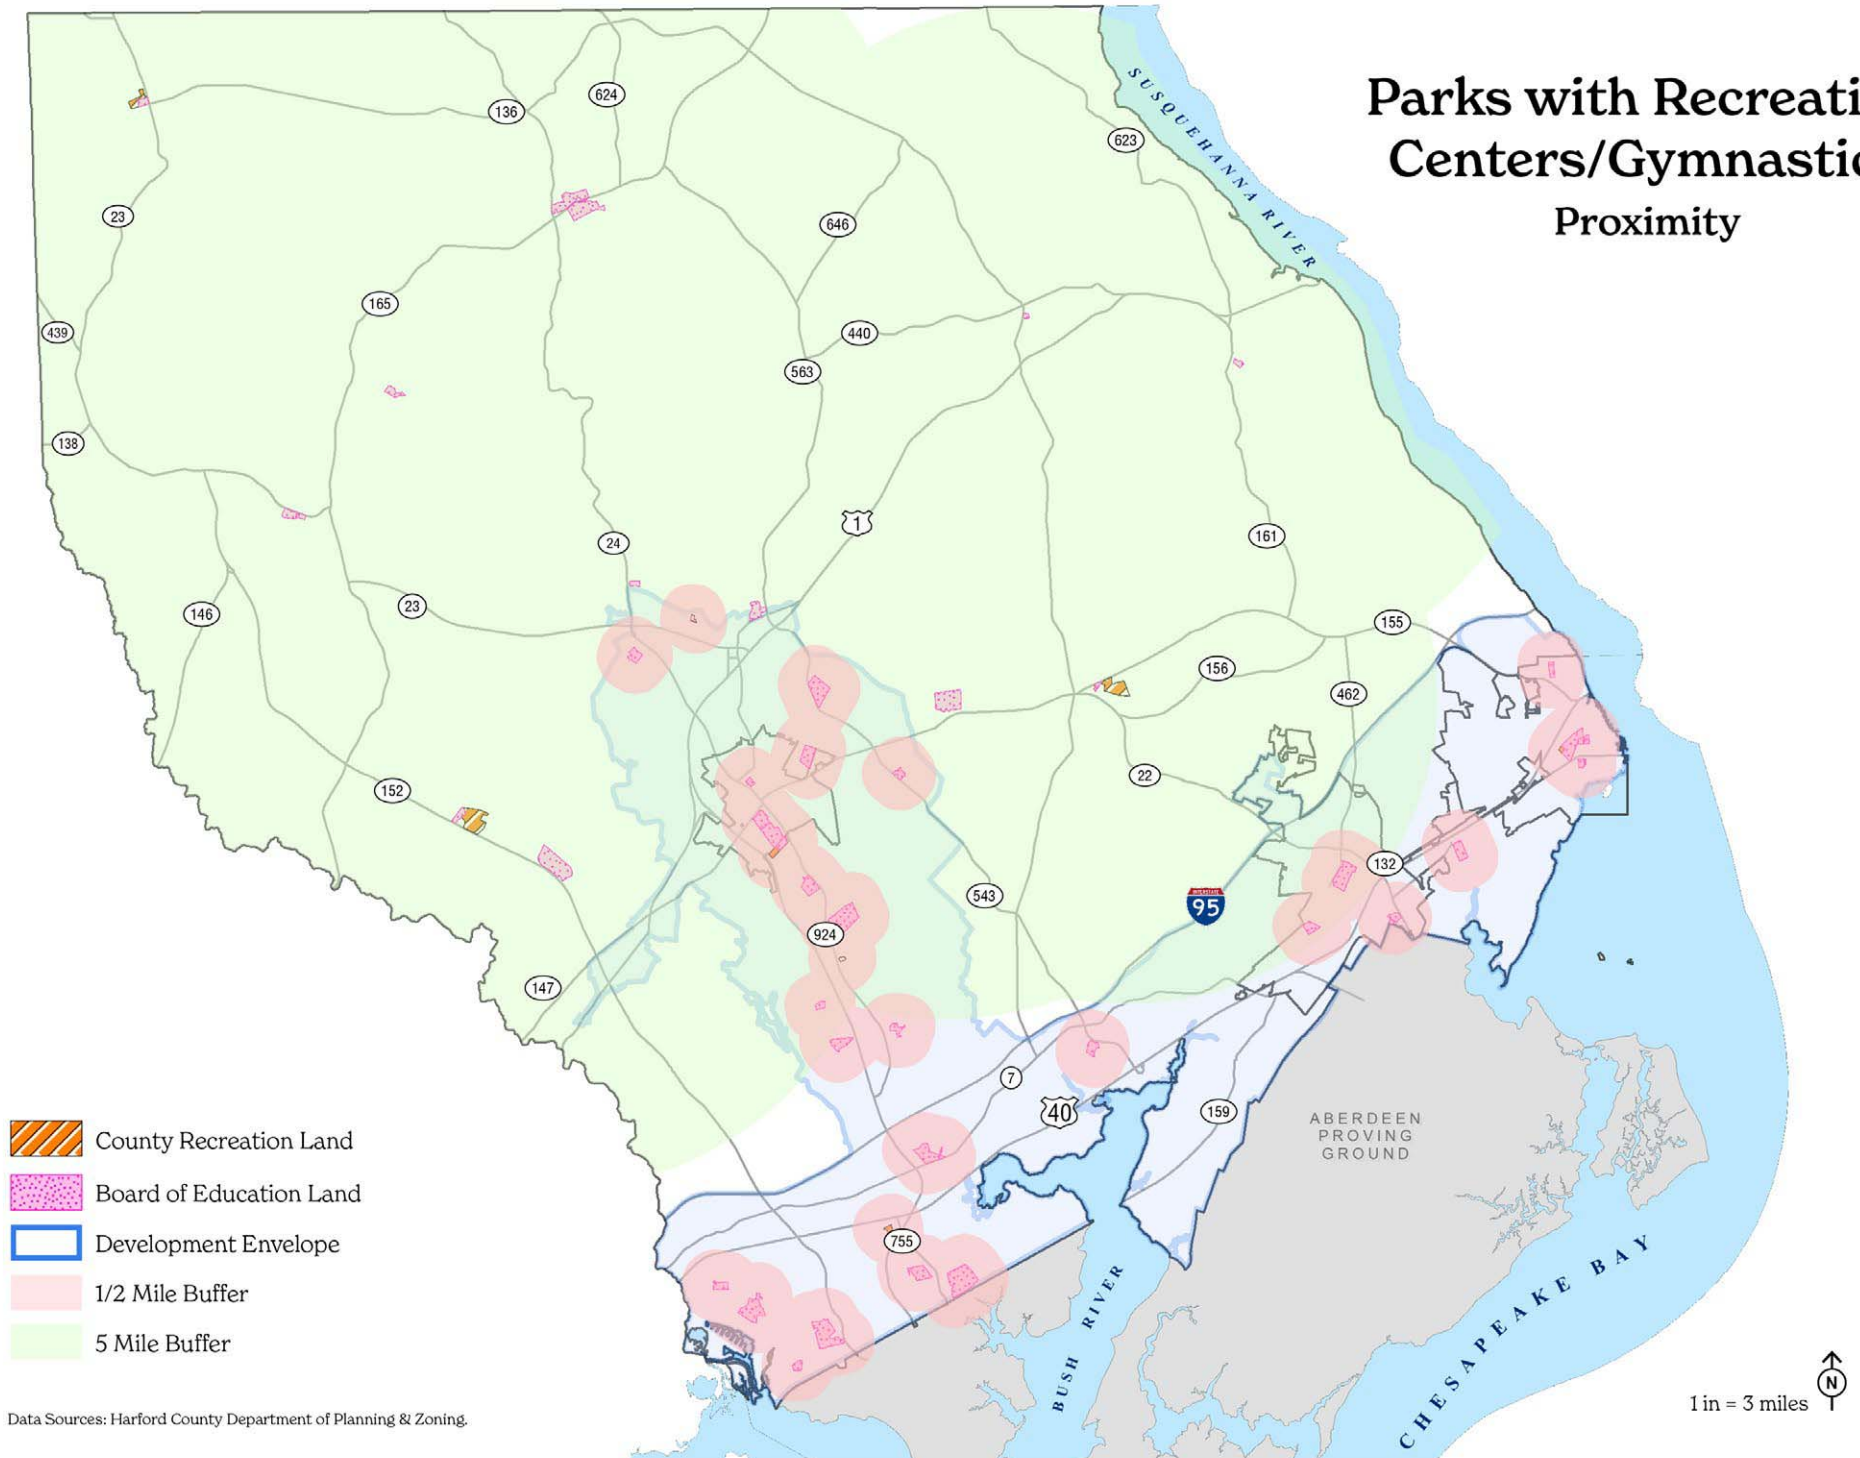 Parks with Recreati
Centers/Gymnastic
Proximity
SUSQUEHANNA RIVER
624
136
623
23
646
165
439
440
563
138
1
24
161
146
23
155
156
462
152
22
132
543
INTERSTATE
95
924
147
7
40
159
ABERDEEN
PROVING
GROUND
755
BUSH RIVER
CHESAPEAKE BAY
County Recreation Land
Board of Education Land
Development Envelope
1/2 Mile Buffer
5 Mile Buffer
Data Sources: Harford County Department of Planning & Zoning.
1 in = 3 miles
N